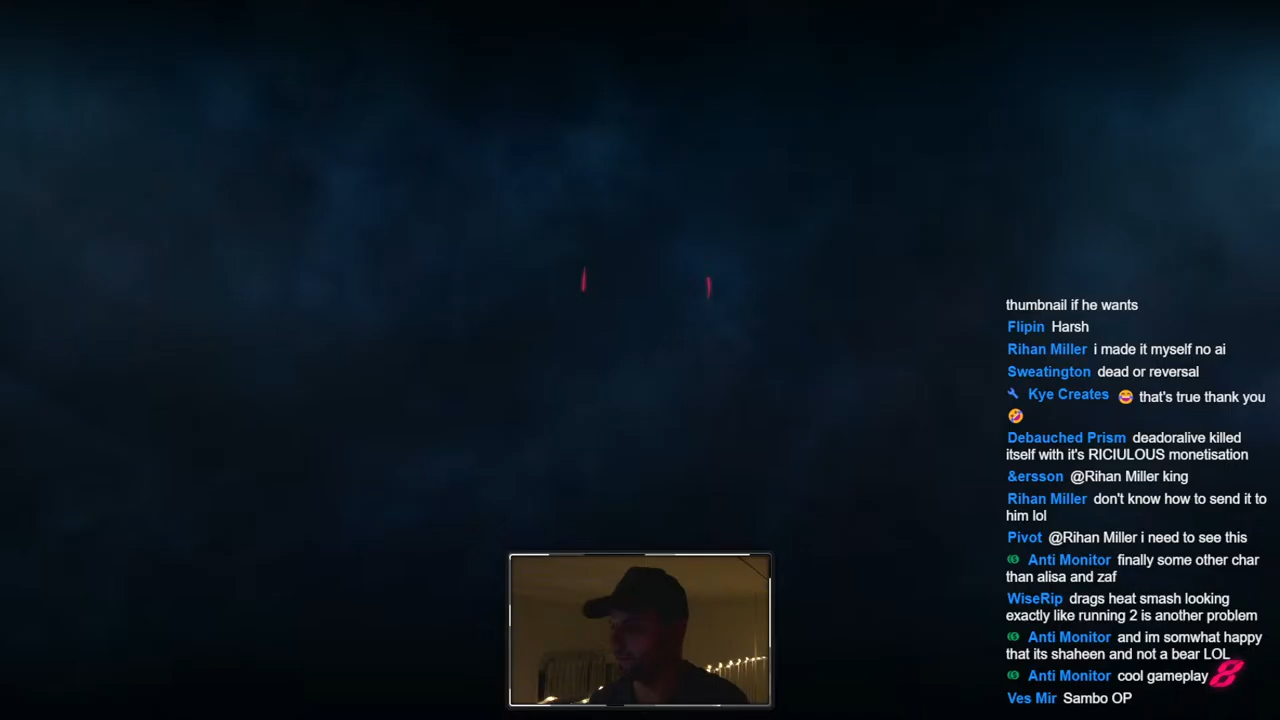 thumbnail if he wants
Flipin Harsh
Rihan Miller i made it myself no ai
Sweatington dead or reversal
Kye Creates 😂 that's true thank you
🤣
Debauched Prism deadoralive killed
itself with it's RICIULOUS monetisation
&ersson @Rihan Miller king
Rihan Miller don't know how to send it to
him lol
Pivot @Rihan Miller i need to see this
Anti Monitor finally some other char
than alisa and zaf
WiseRip drags heat smash looking
exactly like running 2 is another problem
Anti Monitor and im somwhat happy
that its shaheen and not a bear LOL
Anti Monitor cool gameplay 8
Ves Mir Sambo OP